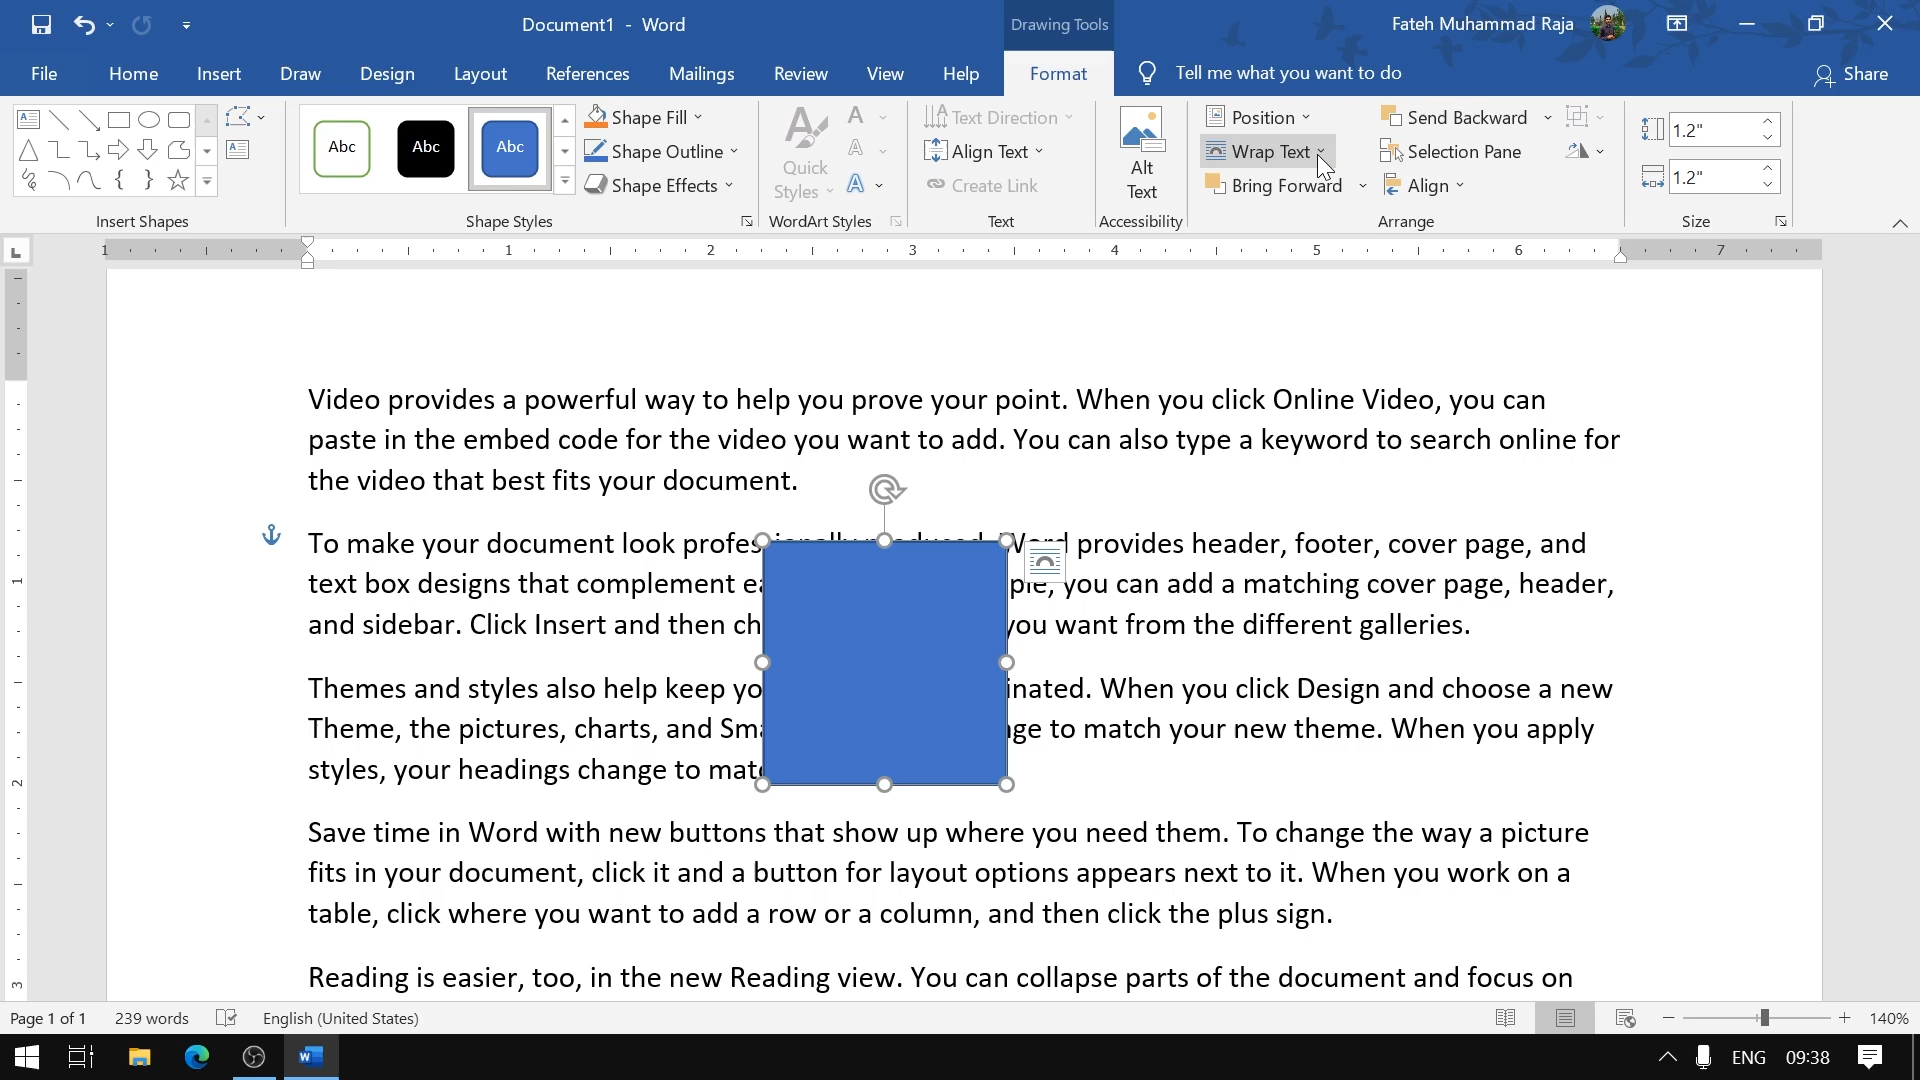 Document1 - Word
Drawing Tools
Fateh Muhammad Raja
File Home Insert Draw Design Layout References Mailings Review View Help Format Tell me what you want to do Share
Abc Abc Abc
Shape Fill
Shape Outline
Shape Effects
Quick Styles
A
A
A
Text Direction
Align Text
Create Link
Alt Text
Position
Wrap Text
Bring Forward
Send Backward
Selection Pane
Align
1.2"
1.2"
Insert Shapes Shape Styles WordArt Styles Text Accessibility Arrange Size
1 1 2 3 4 5 6 7
Video provides a powerful way to help you prove your point. When you click Online Video, you can
paste in the embed code for the video you want to add. You can also type a keyword to search online for
the video that best fits your document.
To make your document look provides header, footer, cover page, and
text box designs that complement you can add a matching cover page, header,
and sidebar. Click Insert and then you want from the different galleries.
Themes and styles also help keep When you click Design and choose a new
Theme, the pictures, charts, and to match your new theme. When you apply
styles, your headings change to
Save time in Word with new buttons that show up where you need them. To change the way a picture
fits in your document, click it and a button for layout options appears next to it. When you work on a
table, click where you want to add a row or a column, and then click the plus sign.
Reading is easier, too, in the new Reading view. You can collapse parts of the document and focus on
1
2
3
Page 1 of 1 239 words English (United States) 140%
ENG 09:38